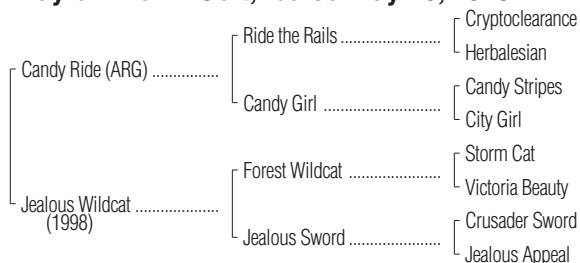 Cryptoclearance
Ride the Rails
Herbalesian
Candy Ride (ARG)
Candy Stripes
Candy Girl
City Girl
Storm Cat
Forest Wildcat
Victoria Beauty
Jealous Wildcat
(1998)
Crusader Sword
Jealous Sword
Jealous Appeal